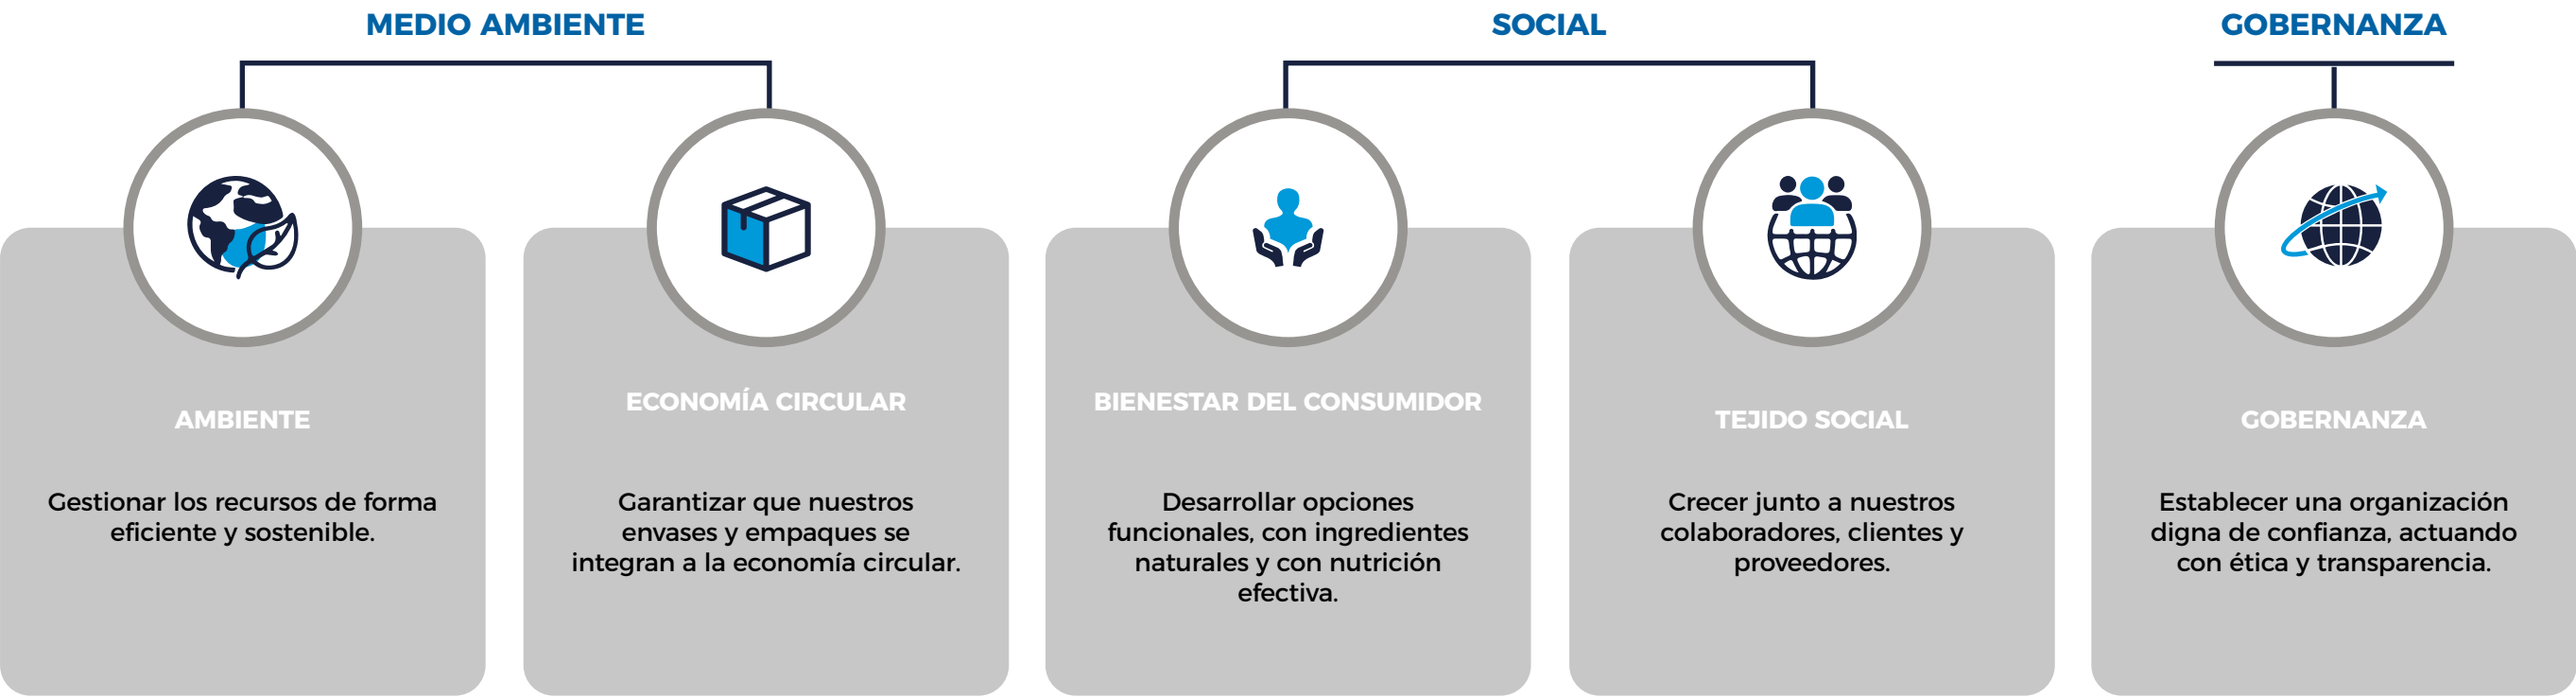 MEDIO AMBIENTE
SOCIAL
GOBERNANZA
AMBIENTE
Gestionar los recursos de forma
eficiente y sostenible.
ECONOMÍA CIRCULAR
Garantizar que nuestros
envases y empaques se
integran a la economía circular.
BIENESTAR DEL CONSUMIDOR
Desarrollar opciones
funcionales, con ingredientes
naturales y con nutrición
efectiva.
TEJIDO SOCIAL
Crecer junto a nuestros
colaboradores, clientes y
proveedores.
GOBERNANZA
Establecer una organización
digna de confianza, actuando
con ética y transparencia.